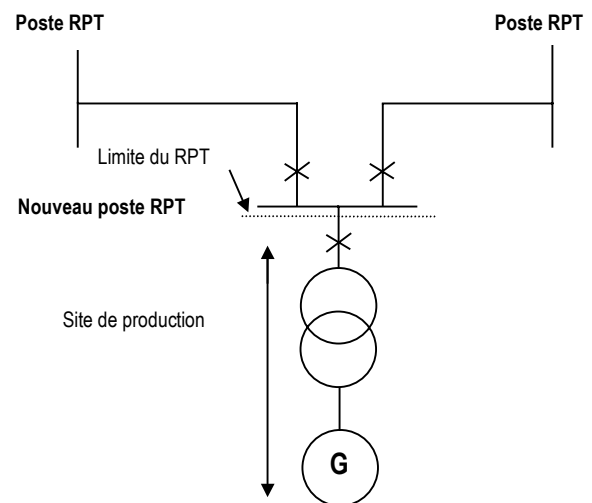 Poste RPT
Poste RPT
Limite du RPT
Nouveau poste RPT
Site de production
G